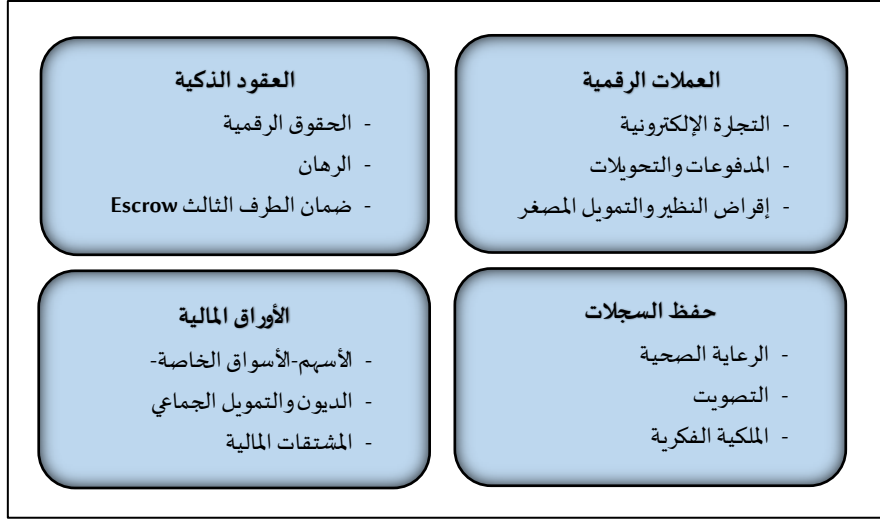 العملات الرقمية
- التجارة الإلكترونية
- المدفوعات والتحويلات
- إقراض النظير والتمويل المصغر
العقود الذكية
- الحقوق الرقمية
- الرهان
- ضمان الطرف الثالث Escrow
حفظ السجلات
- الرعاية الصحية
- التصويت
- الملكية الفكرية
الأوراق المالية
- الأسهم-الأسواق الخاصة-
- الديون والتمويل الجماعي
- المشتقات المالية